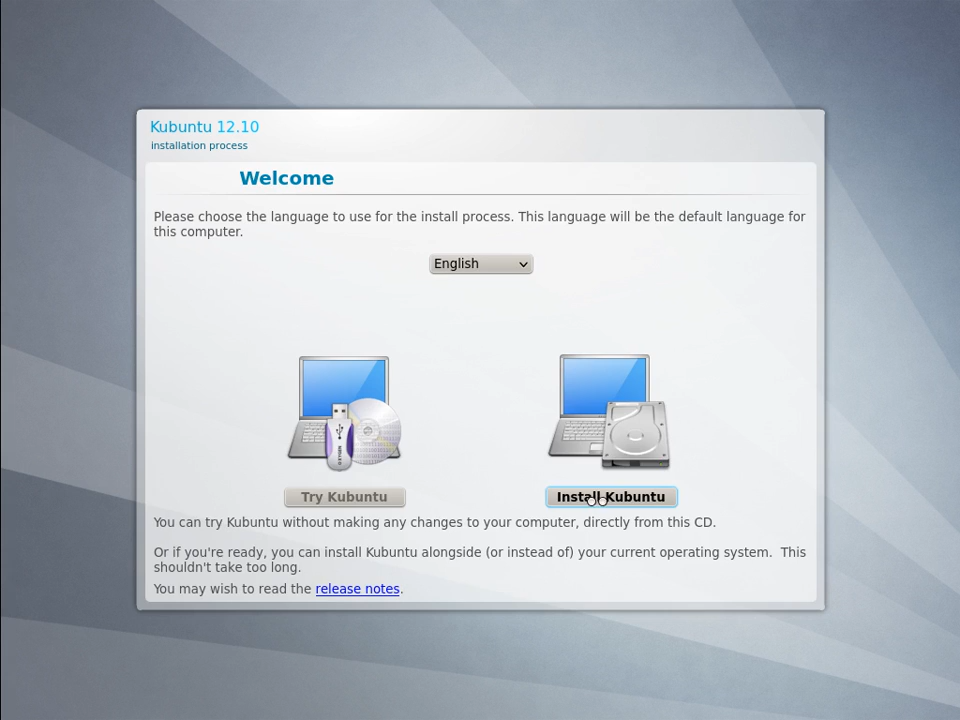 Kubuntu 12.10
installation process
Welcome
Please choose the language to use for the install process. This language will be the default language for
this computer.
English
Try Kubuntu
Install Kubuntu
You can try Kubuntu without making any changes to your computer, directly from this CD.
Or if you're ready, you can install Kubuntu alongside (or instead of) your current operating system.  This
shouldn't take too long.
You may wish to read the release notes.